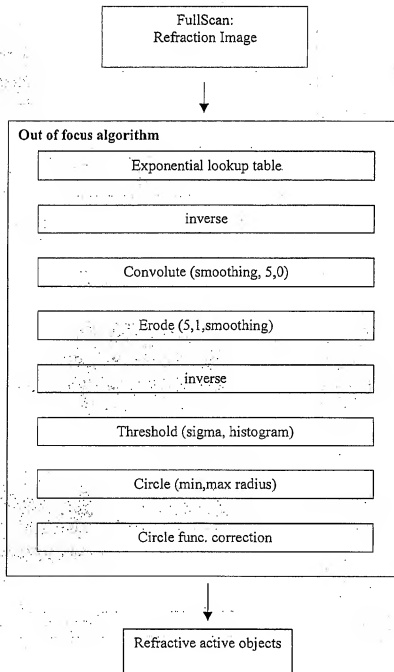 FullScan:
Refraction Image
Out of focus algorithm
Exponential lookup table
inverse
Convolute (smoothing, 5,0)
Erode (5,1,smoothing)
inverse
Threshold (sigma, histogram)
Circle (min,max radius)
Circle func. correction
Refractive active objects